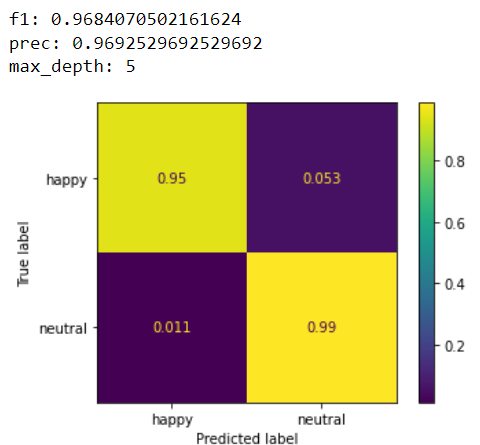 f1: 0.9684070502161624
prec: 0.9692529692529692
max_depth: 5
happy
0.95
0.053
neutral
0.011
0.99
happy
neutral
Predicted label
True label
0.8
0.6
0.4
0.2